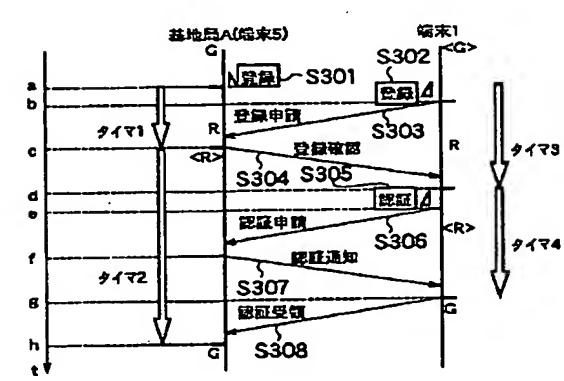 基地局A(端末5)
端末1
G
<G>
S302
登録
S301
登録
a
b
登録申請
S303
タイマ1
R
R
タイマ3
c
<R>
登録確認
S304
S305
d
認証
e
認証申請
S306
<R>
f
認証通知
タイマ2
タイマ4
S307
g
G
認証受領
h
G
S308
t